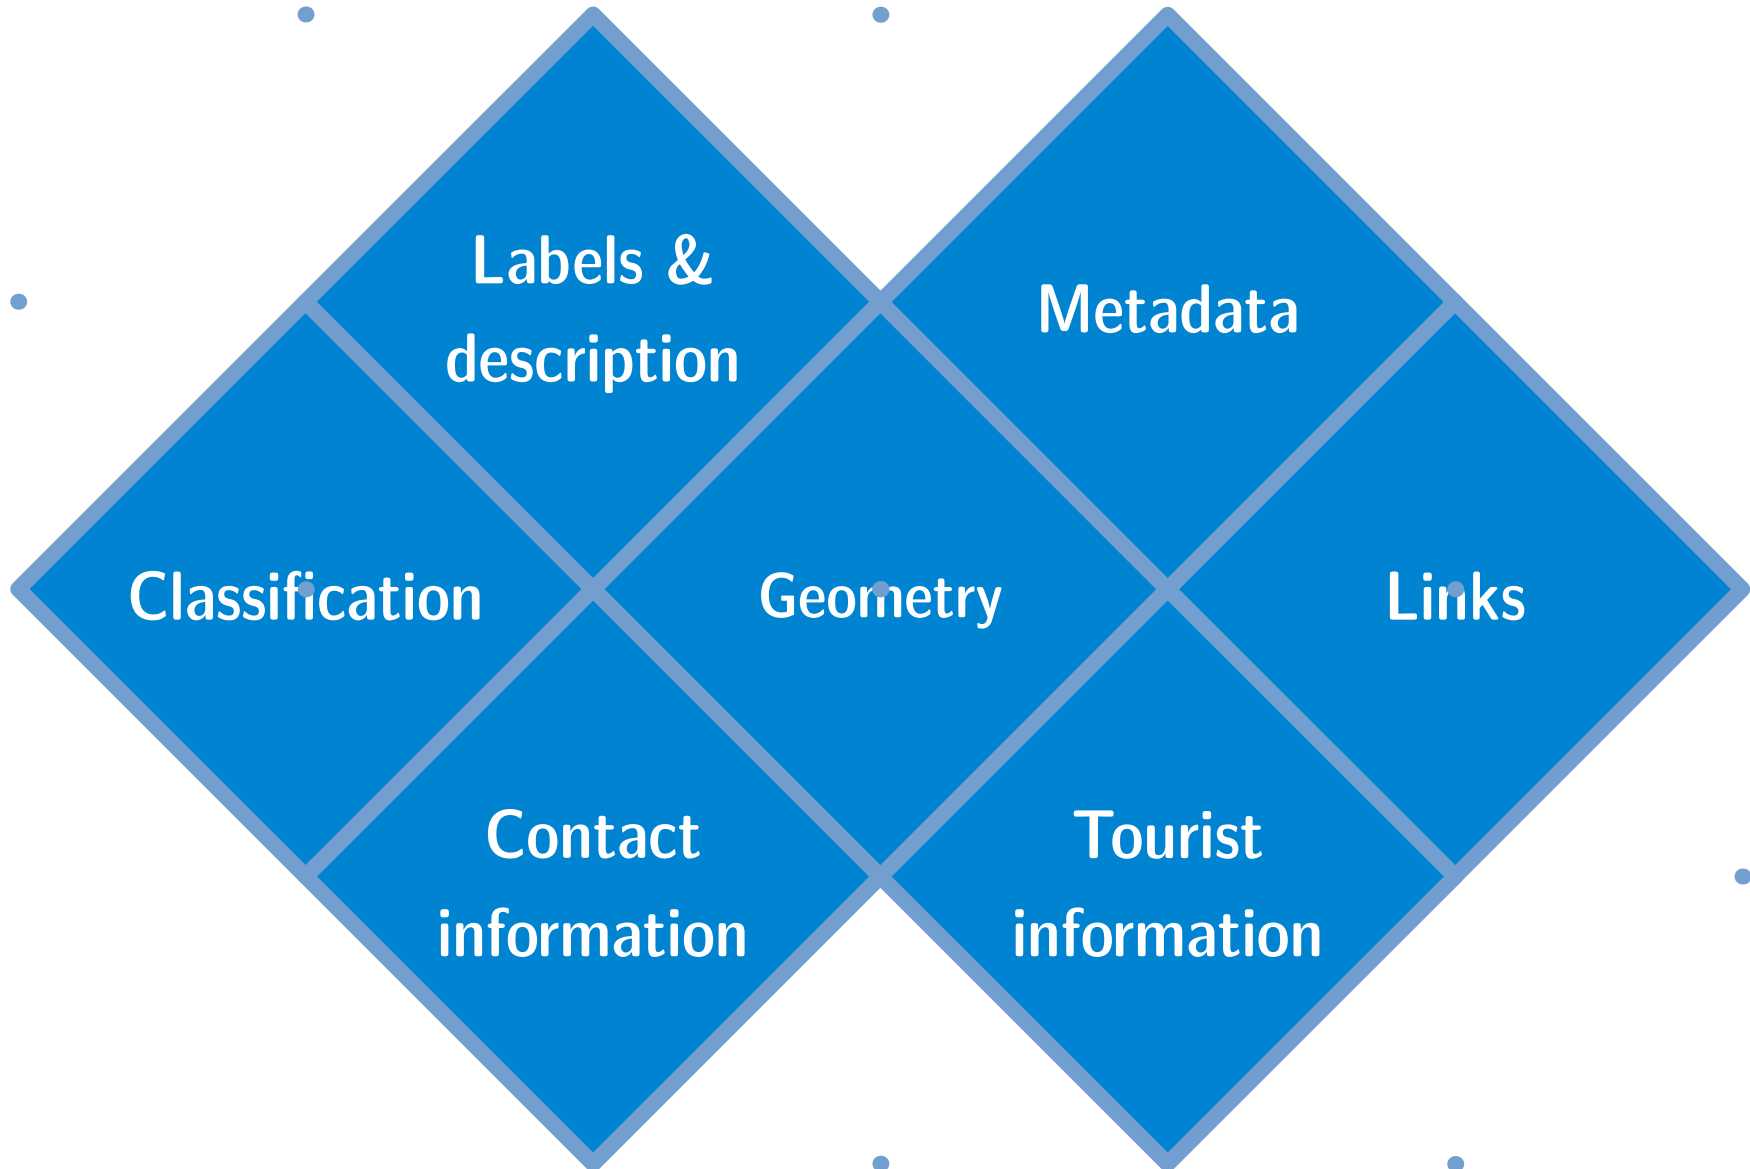 Labels &
description
Metadata
Classification
Geometry
Links
Contact
information
Tourist
information